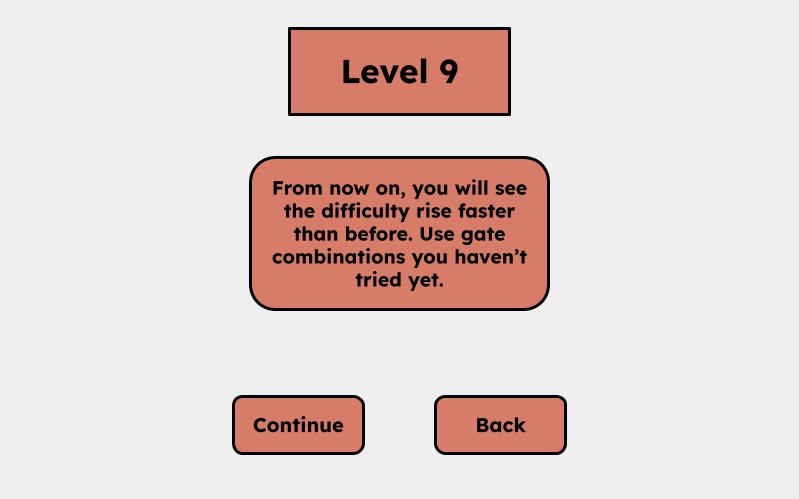 Level 9
From now on, you will see
the difficulty rise faster
than before. Use gate
combinations you haven’t
tried yet.
Continue
Back